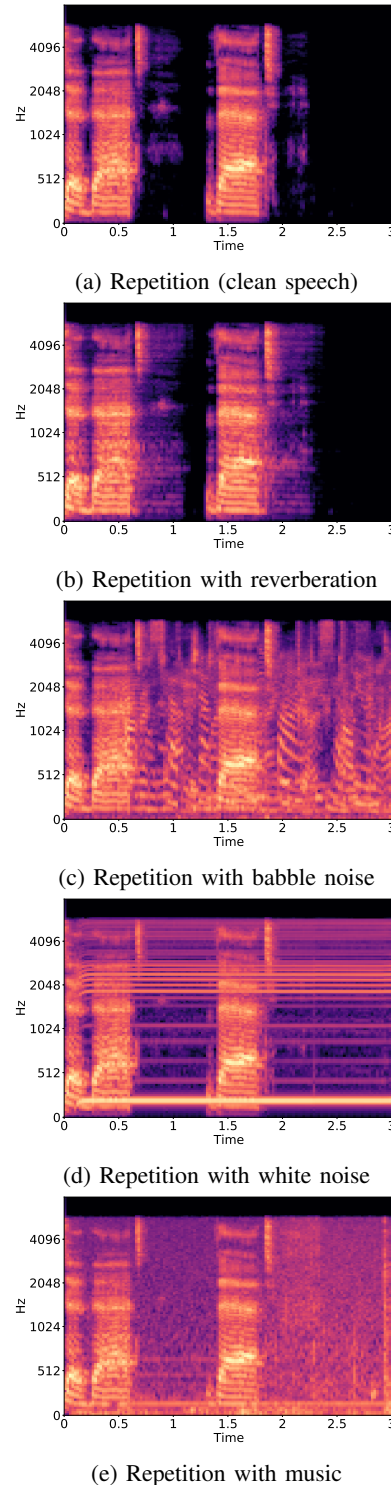 Hz
4096
2048
1024
512
0
0 0.5 1 1.5 2 2.5 3
Time
(a) Repetition (clean speech)
Hz
4096
2048
1024
512
0
0 0.5 1 1.5 2 2.5 3
Time
(b) Repetition with reverberation
Hz
4096
2048
1024
512
0
0 0.5 1 1.5 2 2.5 3
Time
(c) Repetition with babble noise
Hz
4096
2048
1024
512
0
0 0.5 1 1.5 2 2.5 3
Time
(d) Repetition with white noise
Hz
4096
2048
1024
512
0
0 0.5 1 1.5 2 2.5 3
Time
(e) Repetition with music